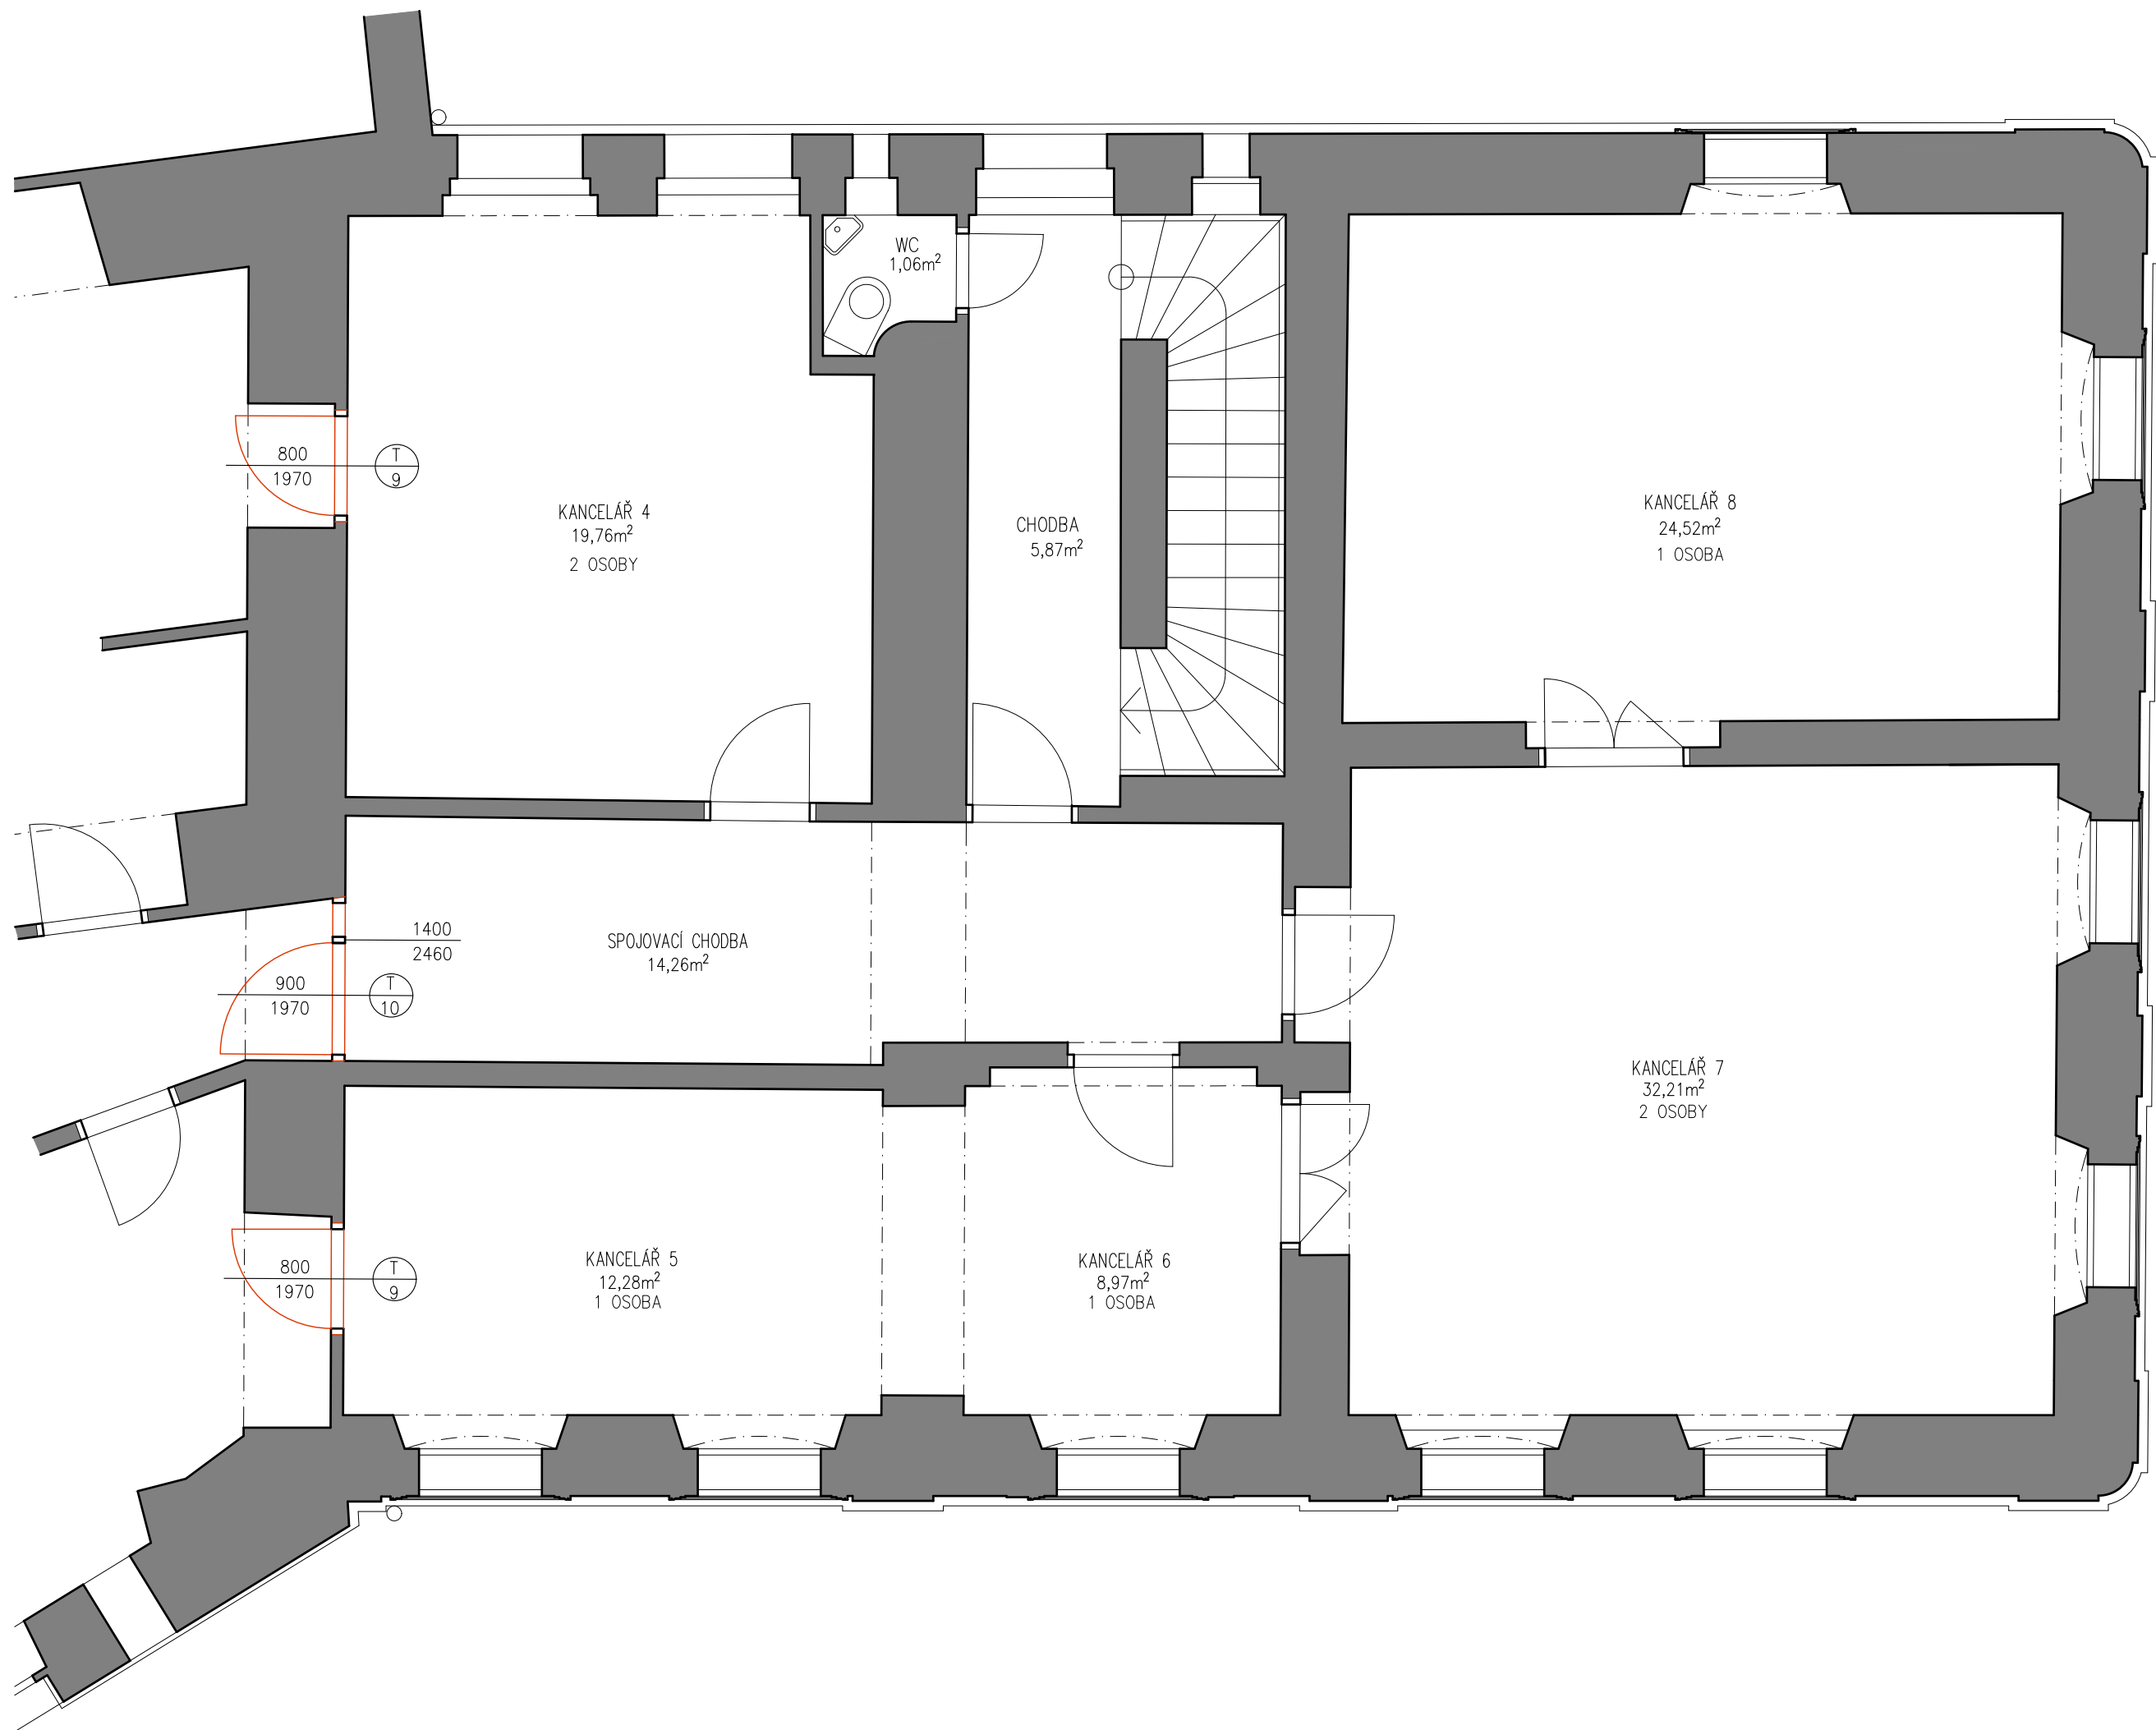 WC
1,06m²
800
1970
T
9
KANCELÁŘ 4
19,76m²
2 OSOBY
CHODBA
5,87m²
KANCELÁŘ 8
24,52m²
1 OSOBA
1400
2460
SPOJOVACÍ CHODBA
14,26m²
900
1970
T
10
KANCELÁŘ 7
32,21m²
2 OSOBY
800
1970
T
9
KANCELÁŘ 5
12,28m²
1 OSOBA
KANCELÁŘ 6
8,97m²
1 OSOBA